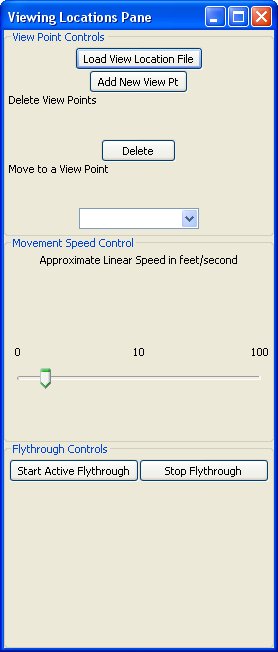 Viewing Locations Pane
View Point Controls
Load View Location File
Add New View Pt
Delete View Points
Delete
Move to a View Point
Movement Speed Control
Approximate Linear Speed in feet/second
0 10 100
Flythrough Controls
Start Active Flythrough Stop Flythrough